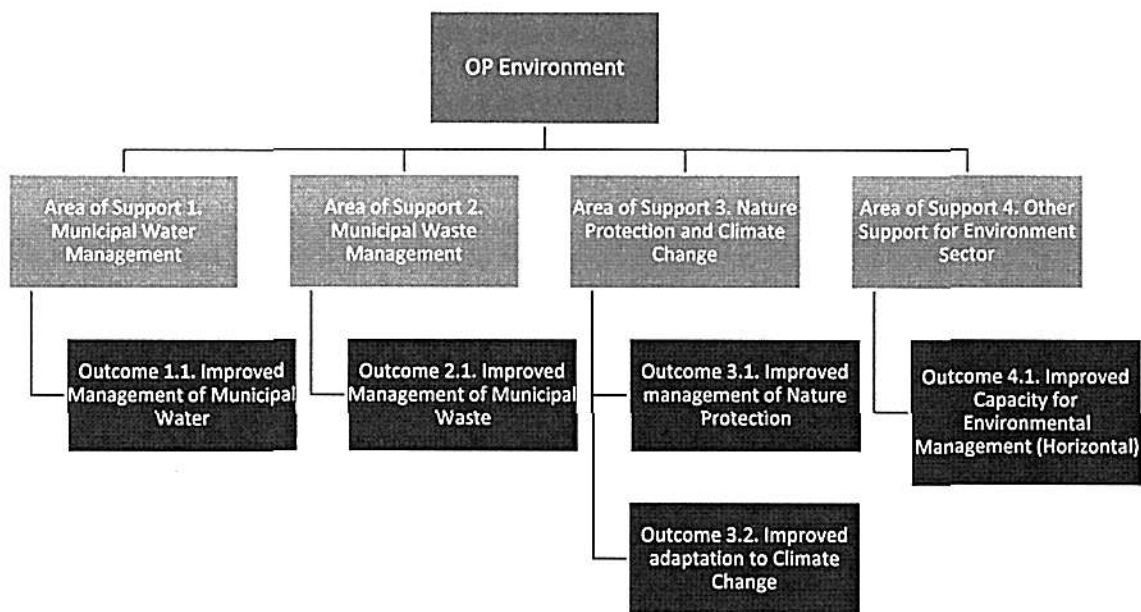 OP Environment
Area of Support 1.
Municipal Water
Management
Area of Support 2.
Municipal Waste
Management
Area of Support 3. Nature
Protection and Climate
Change
Area of Support 4. Other
Support for Environment
Sector
Outcome 1.1. Improved
Management of Municipal
Water
Outcome 2.1. Improved
Management of Municipal
Waste
Outcome 3.1. Improved
management of Nature
Protection
Outcome 4.1. Improved
Capacity for
Environmental
Management (Horizontal)
Outcome 3.2. Improved
adaptation to Climate
Change